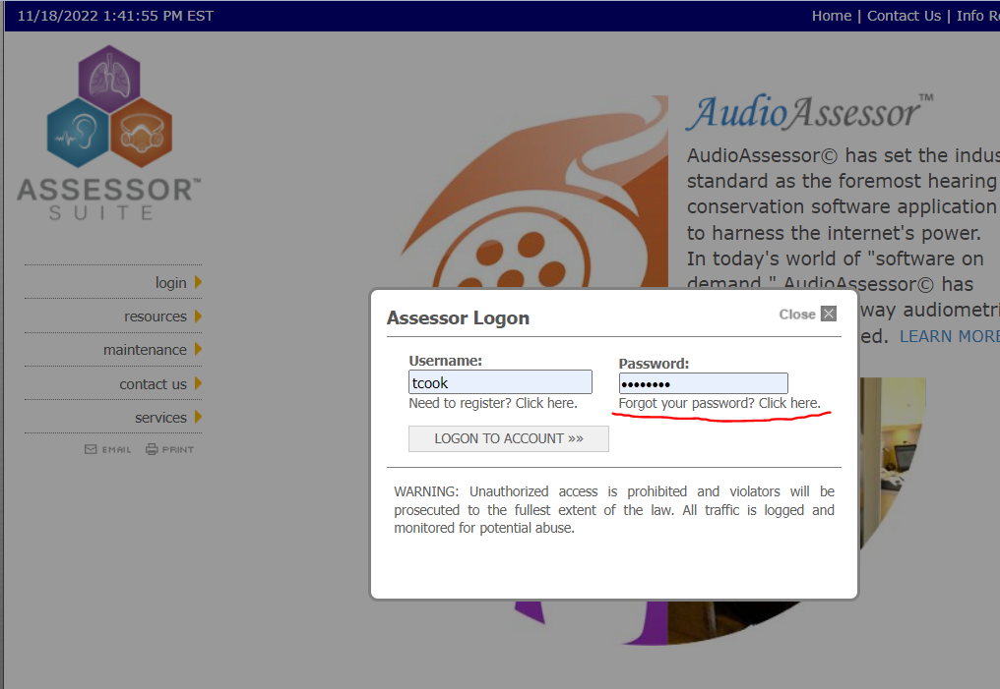 11/18/2022 1:41:55 PM EST
Home | Contact Us | Info
ASSESSOR™
SUITE
login
resources
maintenance
contact us
services
EMAIL PRINT
AudioAssessor™
AudioAssessor© has set the
standard as the foremost hearing
conservation software application
to harness the internet's power.
In today's world of "software on
demand," AudioAssessor© has
way
LEARN MORE
Assessor Logon
Close
Username:
tcook
Need to register? Click here.
Password:
••••••••
Forgot your password? Click here.
LOGON TO ACCOUNT »»
WARNING: Unauthorized access is prohibited and violators will be
prosecuted to the fullest extent of the law. All traffic is logged and
monitored for potential abuse.